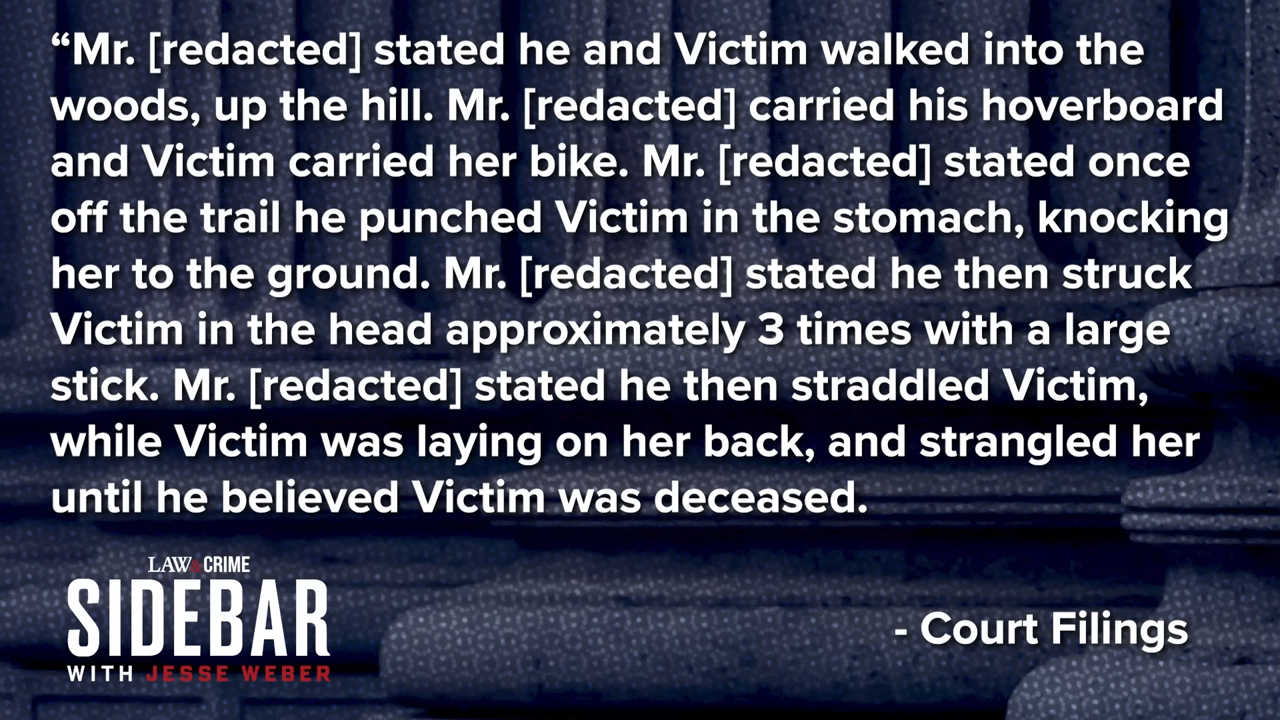 “Mr. [redacted] stated he and Victim walked into the
woods, up the hill. Mr. [redacted] carried his hoverboard
and Victim carried her bike. Mr. [redacted] stated once
off the trail he punched Victim in the stomach, knocking
her to the ground. Mr. [redacted] stated he then struck
Victim in the head approximately 3 times with a large
stick. Mr. [redacted] stated he then straddled Victim,
while Victim was laying on her back, and strangled her
until he believed Victim was deceased.
LAW&CRIME
SIDEBAR
WITH JESSE WEBER
- Court Filings